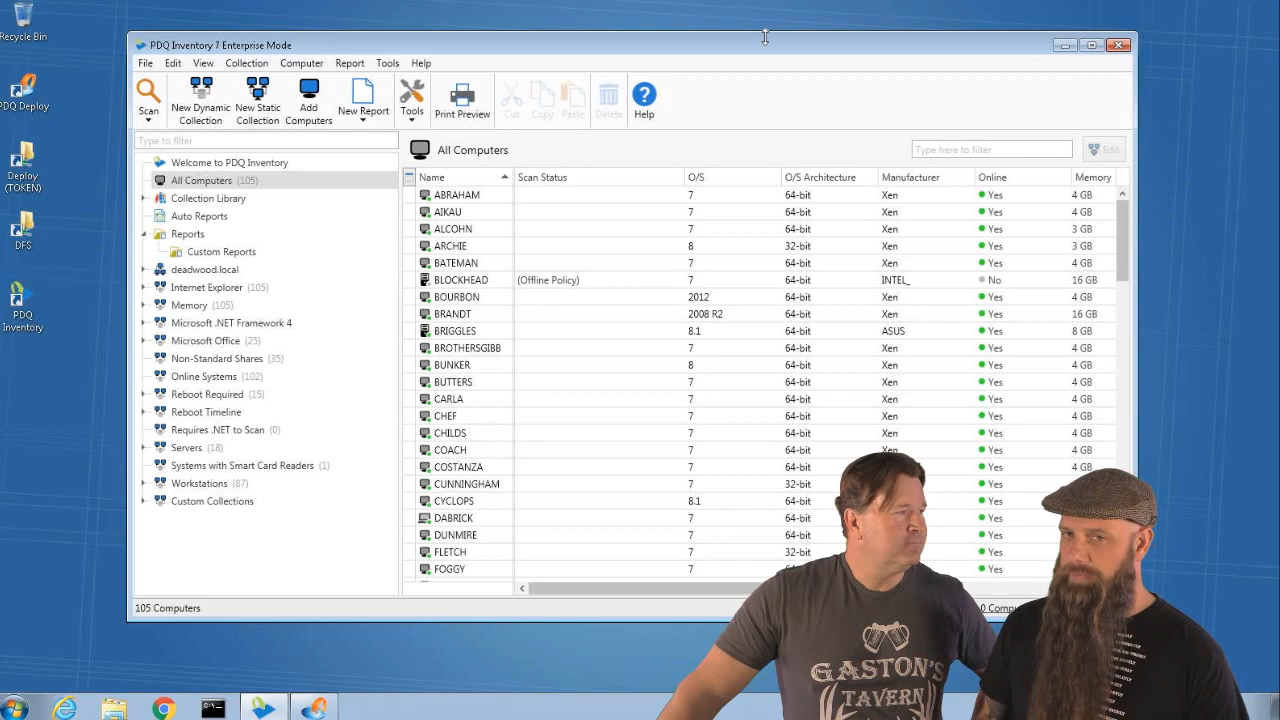 Recycle Bin
PDQ Deploy
Deploy
(TOKEN)
DFS
PDQ
Inventory
PDQ Inventory 7 Enterprise Mode
File Edit View Collection Computer Report Tools Help
Scan
New Dynamic
Collection
New Static
Collection
Add
Computers
New Report
Tools
Print Preview
Cut
Copy
Paste
Delete
Help
Type to filter
Welcome to PDQ Inventory
All Computers (105)
Collection Library
Auto Reports
Reports
Custom Reports
deadwood.local
Internet Explorer (105)
Memory (105)
Microsoft .NET Framework 4
Microsoft Office (25)
Non-Standard Shares (35)
Online Systems (102)
Reboot Required (15)
Reboot Timeline
Requires .NET to Scan (0)
Servers (18)
Systems with Smart Card Readers (1)
Workstations (87)
Custom Collections
All Computers
Type here to filter
Edit
Name Scan Status O/S O/S Architecture Manufacturer Online Memory
ABRAHAM 7 64-bit Xen Yes 4 GB
AIKAU 7 64-bit Xen Yes 4 GB
ALCOHN 7 64-bit Xen Yes 3 GB
ARCHIE 8 32-bit Xen Yes 3 GB
BATEMAN 7 64-bit Xen Yes 4 GB
BLOCKHEAD (Offline Policy) 7 64-bit INTEL_ No 16 GB
BOURBON 2012 64-bit Xen Yes 4 GB
BRANDT 2008 R2 64-bit Xen Yes 16 GB
BRIGGLES 8.1 64-bit ASUS Yes 8 GB
BROTHERSGIBB 7 64-bit Xen Yes 4 GB
BUNKER 8 64-bit Xen Yes 4 GB
BUTTERS 7 64-bit Xen Yes 4 GB
CARLA 7 64-bit Xen Yes 4 GB
CHEF 7 64-bit Xen Yes 4 GB
CHILDS 7 64-bit Xen Yes 4 GB
COACH 7 64-bit Xen Yes 4 GB
COSTANZA 7 64-bit Yes 4 GB
CUNNINGHAM 7 32-bit Yes
CYCLOPS 8.1 64-bit Yes
DABRICK 7 64-bit Yes
DUNMIRE 7 64-bit Yes
FLETCH 7 32-bit Yes
FOGGY 7 64-bit Yes
105 Computers
GASTON'S
TAVERN